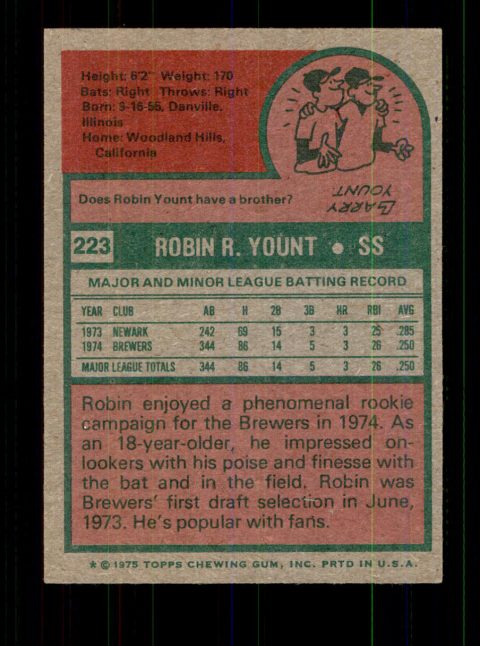 Height: 6'2" Weight: 170
Bats: Right Throws: Right
Born: 9-16-55, Danville,
Illinois
Home: Woodland Hills,
California
Does Robin Yount have a brother?
LARRY
YOUNT
223 ROBIN R. YOUNT • SS
MAJOR AND MINOR LEAGUE BATTING RECORD
YEAR CLUB AB H 2B 3B HR RBI AVG
1973 NEWARK 242 69 15 3 3 25 .285
1974 BREWERS 344 86 14 5 3 26 .250
MAJOR LEAGUE TOTALS 344 86 14 5 3 26 .250
Robin enjoyed a phenomenal rookie
campaign for the Brewers in 1974. As
an 18-year-older, he impressed on-
lookers with his poise and finesse with
the bat and in the field. Robin was
Brewers' first draft selection in June,
1973. He's popular with fans.
* © 1975 TOPPS CHEWING GUM, INC. PRTD IN U.S.A.